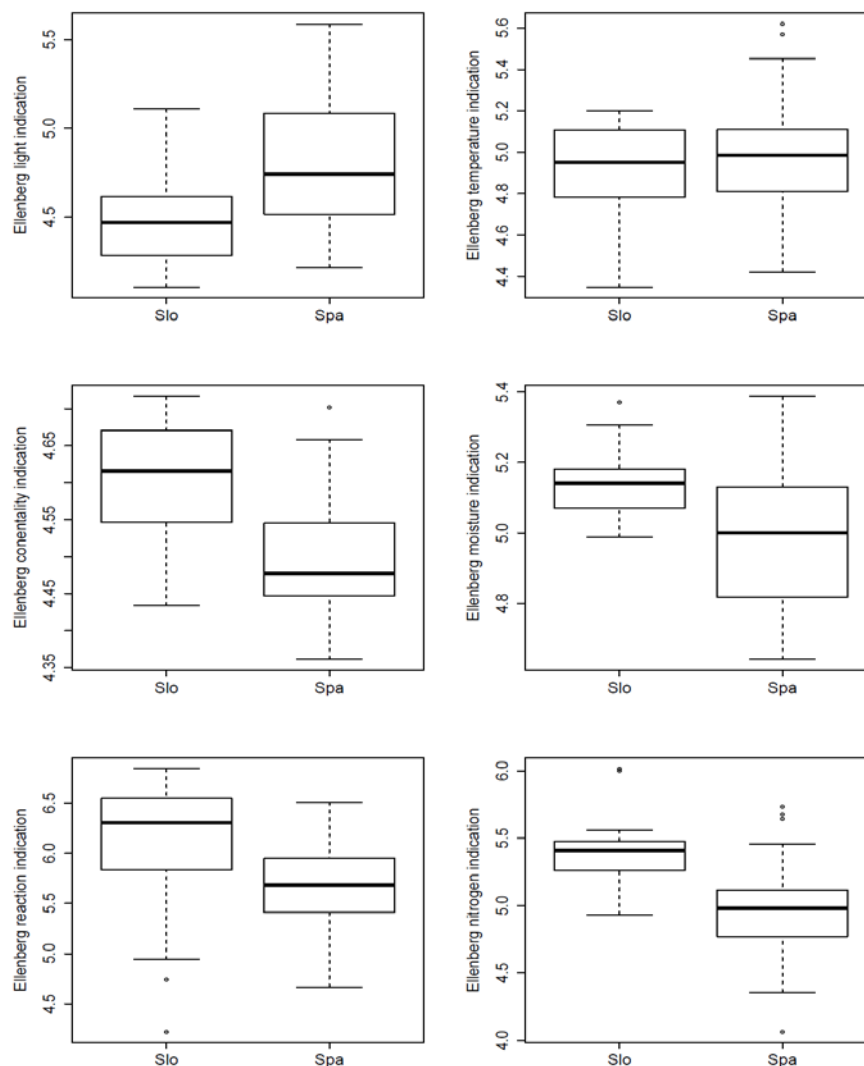 Ellenberg light indication
4.5 5.0 5.5
Slo Spa
Ellenberg temperature indication
4.4 4.6 4.8 5.0 5.2 5.4 5.6
Slo Spa
Ellenberg conentality indication
4.35 4.45 4.55 4.65
Slo Spa
Ellenberg moisture indication
4.8 5.0 5.2 5.4
Slo Spa
Ellenberg reaction indication
4.5 5.0 5.5 6.0 6.5
Slo Spa
Ellenberg nitrogen indication
4.0 4.5 5.0 5.5 6.0
Slo Spa